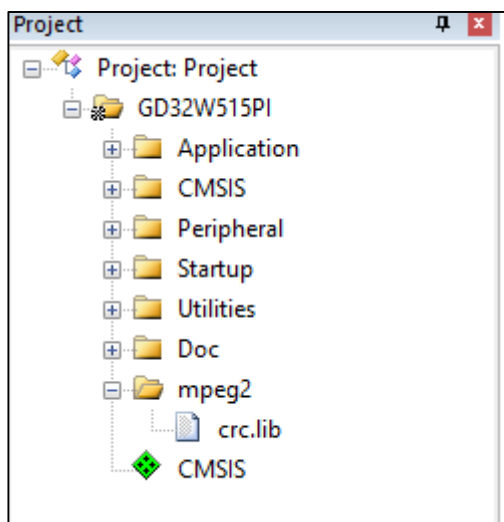 Project
Project: Project
GD32W515PI
Application
CMSIS
Peripheral
Startup
Utilities
Doc
mpeg2
crc.lib
CMSIS